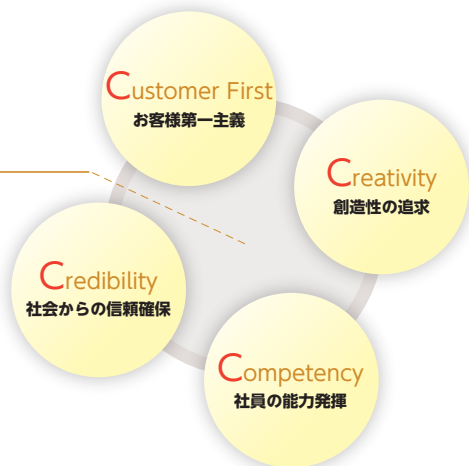 Customer First
お客様第一主義
Creativity
創造性の追求
Credibility
社会からの信頼確保
Competency
社員の能力発揮